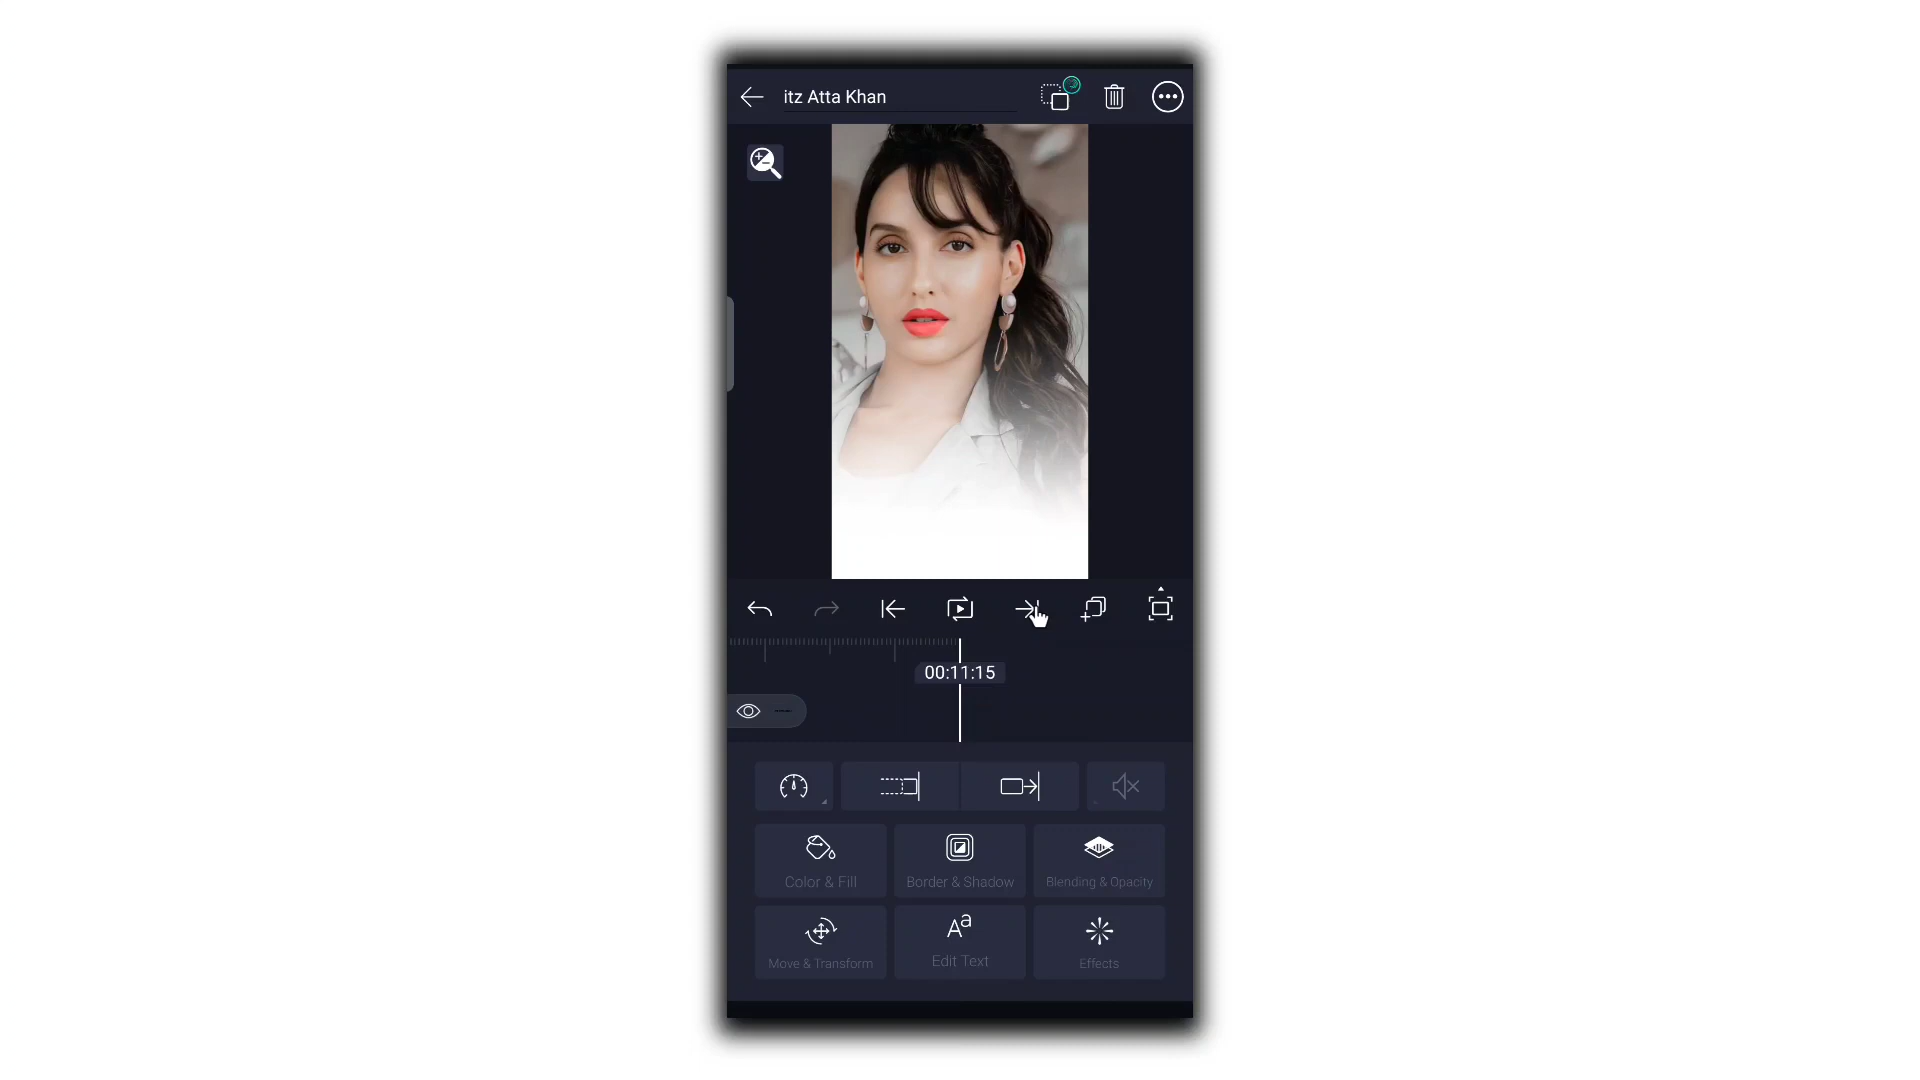 itz Atta Khan
00:11:15
Color & Fill
Border & Shadow
Blending & Opacity
Move & Transform
Edit Text
Effects